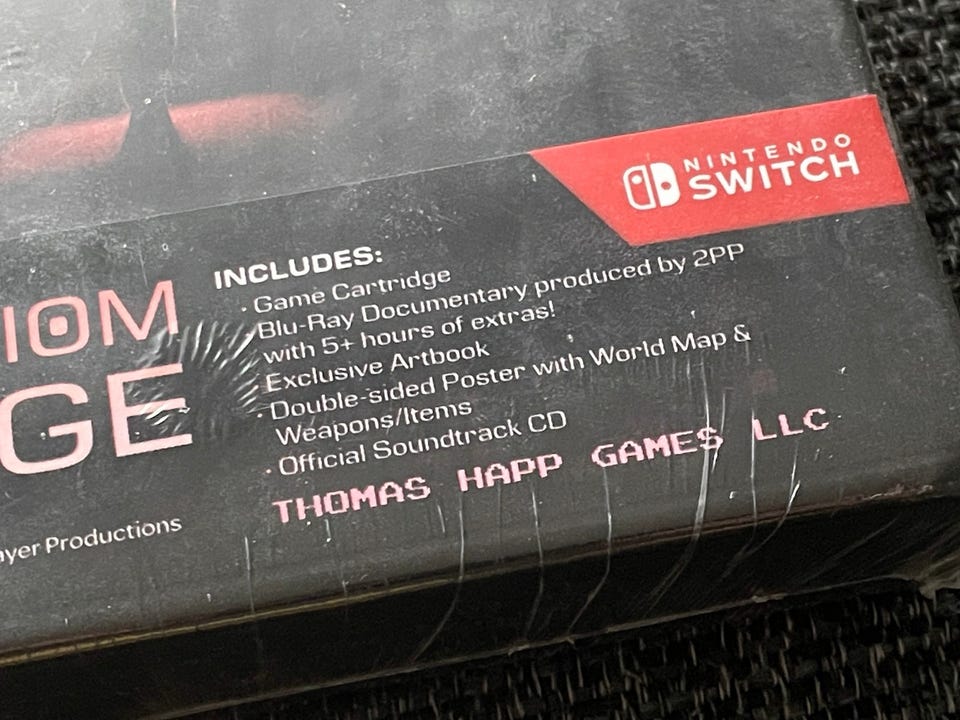 NINTENDO
SWITCH
IOM
GE
ayer Productions
INCLUDES:
· Game Cartridge
· Blu-Ray Documentary produced by 2PP
with 5+ hours of extras!
· Exclusive Artbook
· Double-sided Poster with World Map &
Weapons/Items
· Official Soundtrack CD
THOMAS HAPP GAMES LLC